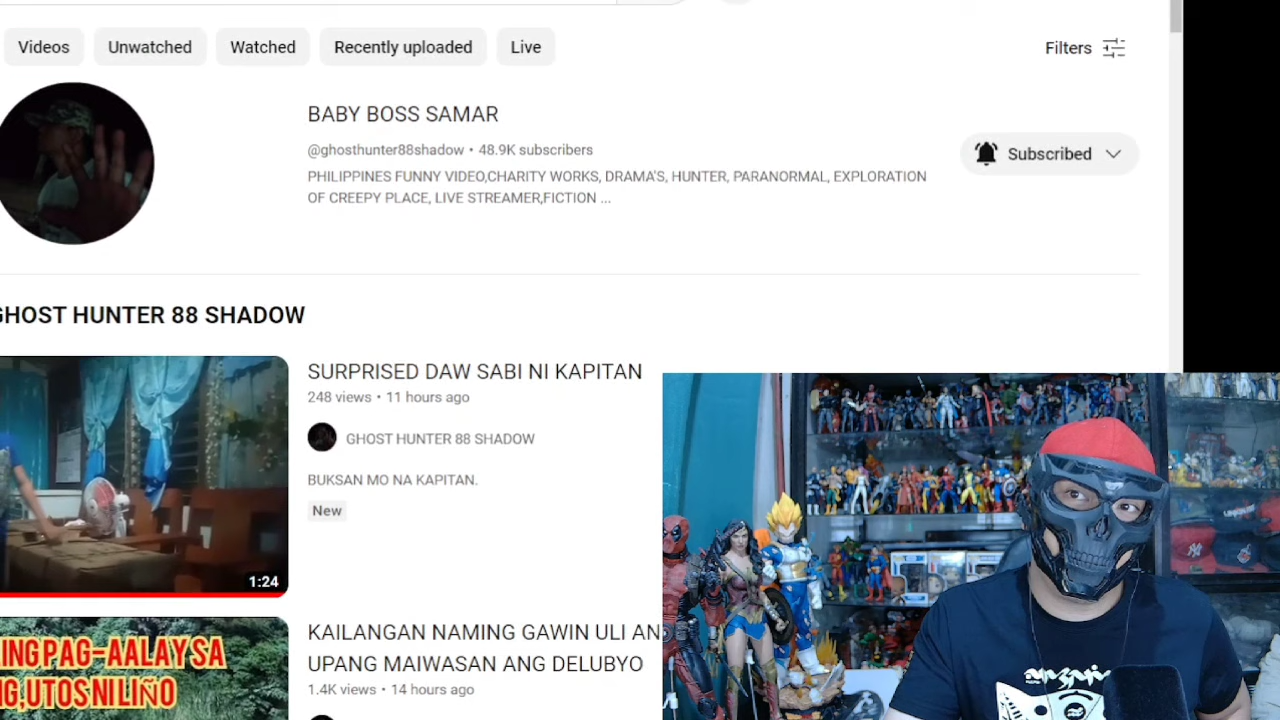 Videos
Unwatched
Watched
Recently uploaded
Live
Filters
BABY BOSS SAMAR
@ghosthunter88shadow • 48.9K subscribers
Subscribed
PHILIPPINES FUNNY VIDEO,CHARITY WORKS, DRAMA'S, HUNTER, PARANORMAL, EXPLORATION
OF CREEPY PLACE, LIVE STREAMER,FICTION ...
GHOST HUNTER 88 SHADOW
SURPRISED DAW SABI NI KAPITAN
248 views • 11 hours ago
GHOST HUNTER 88 SHADOW
BUKSAN MO NA KAPITAN.
New
1:24
ING PAG-AALAY SA
NG,UTOS NI LIÑO
KAILANGAN NAMING GAWIN ULI AN
UPANG MAIWASAN ANG DELUBYO
1.4K views • 14 hours ago